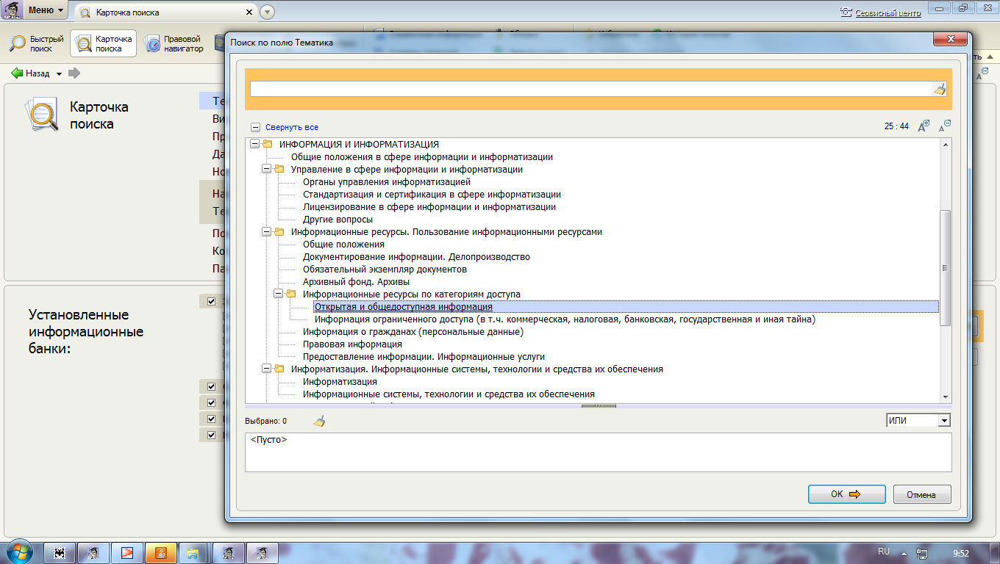 Меню
Карточка поиска
Сервисный центр
Быстрый
поиск
Карточка
поиска
Правовой
навигатор
Назад
Карточка
поиска
Те
Ви
Пр
Да
Но
На
Те
По
Ко
Па
Установленные
информационные
банки:
Поиск по полю Тематика
Свернуть все
25 : 44
ИНФОРМАЦИЯ И ИНФОРМАТИЗАЦИЯ
Общие положения в сфере информации и информатизации
Управление в сфере информации и информатизации
Органы управления информатизацией
Стандартизация и сертификация в сфере информатизации
Лицензирование в сфере информации и информатизации
Другие вопросы
Информационные ресурсы. Пользование информационными ресурсами
Общие положения
Документирование информации. Делопроизводство
Обязательный экземпляр документов
Архивный фонд. Архивы
Информационные ресурсы по категориям доступа
Открытая и общедоступная информация
Информация ограниченного доступа (в т.ч. коммерческая, налоговая, банковская, государственная и иная тайна)
Информация о гражданах (персональные данные)
Правовая информация
Предоставление информации. Информационные услуги
Информатизация. Информационные системы, технологии и средства их обеспечения
Информатизация
Информационные системы, технологии и средства их обеспечения
Выбрано: 0
ИЛИ
<Пусто>
ОК
Отмена
RU
9:52